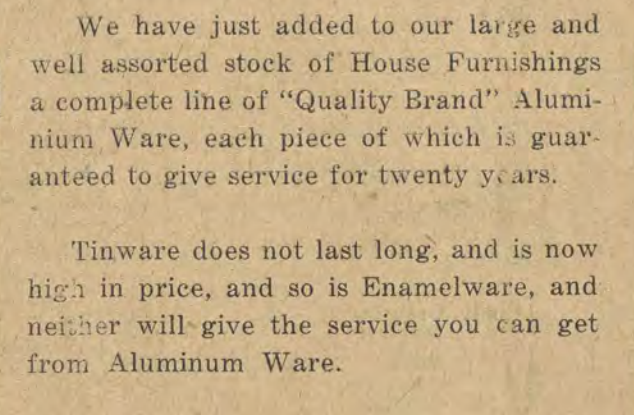 We have just added to our large and
well assorted stock of House Furnishings
a complete line of “Quality Brand” Alumi-
nium Ware, each piece of which is guar-
anteed to give service for twenty years.
Tinware does not last long, and is now
high in price, and so is Enamelware, and
neither will give the service you can get
from Aluminum Ware.